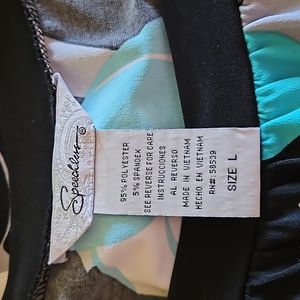 Speechless ®
95% POLYESTER
5% SPANDEX
SEE REVERSE FOR CARE
INSTRUCCIONES
AL REVERSO
MADE IN VIETNAM
HECHO EN VIETNAM
RN#: 58539
SIZE L